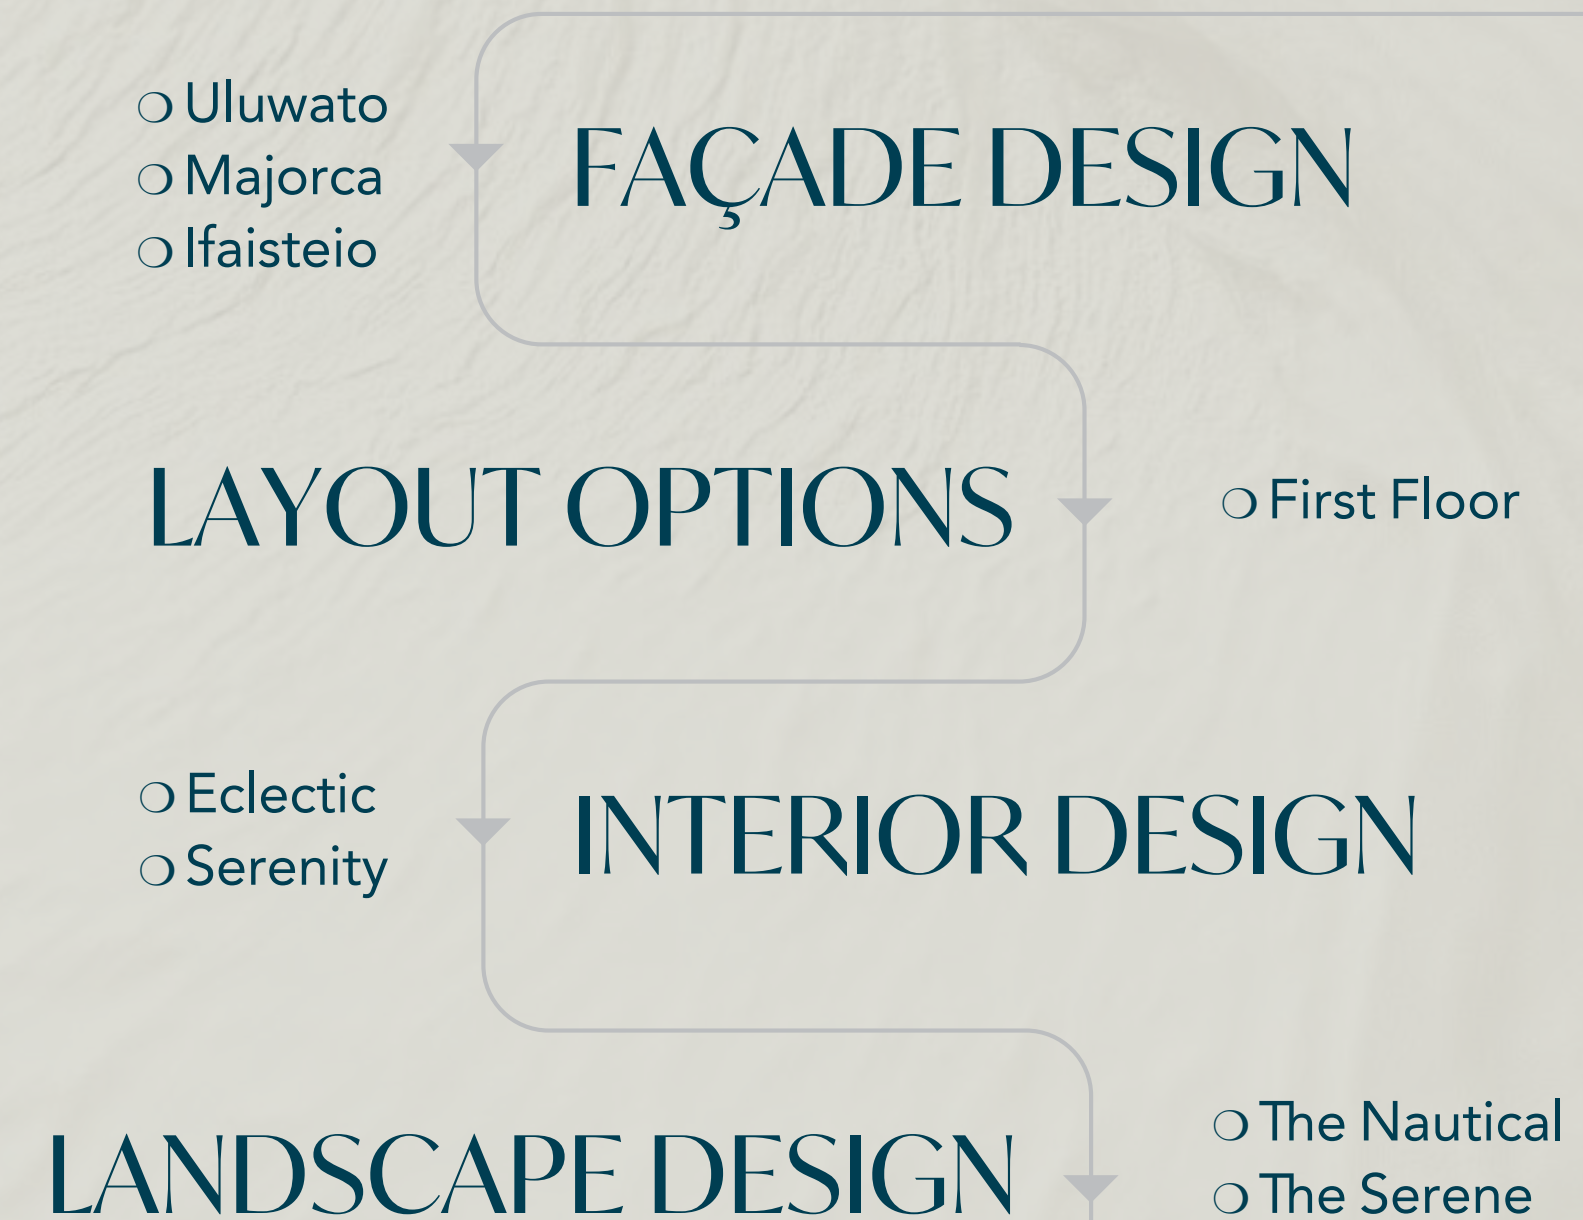 ❍ Uluwato
❍ Majorca
❍ Ifaisteio
FAÇADE DESIGN
LAYOUT OPTIONS
❍ First Floor
❍ Eclectic
❍ Serenity
INTERIOR DESIGN
LANDSCAPE DESIGN
❍ The Nautical
❍ The Serene